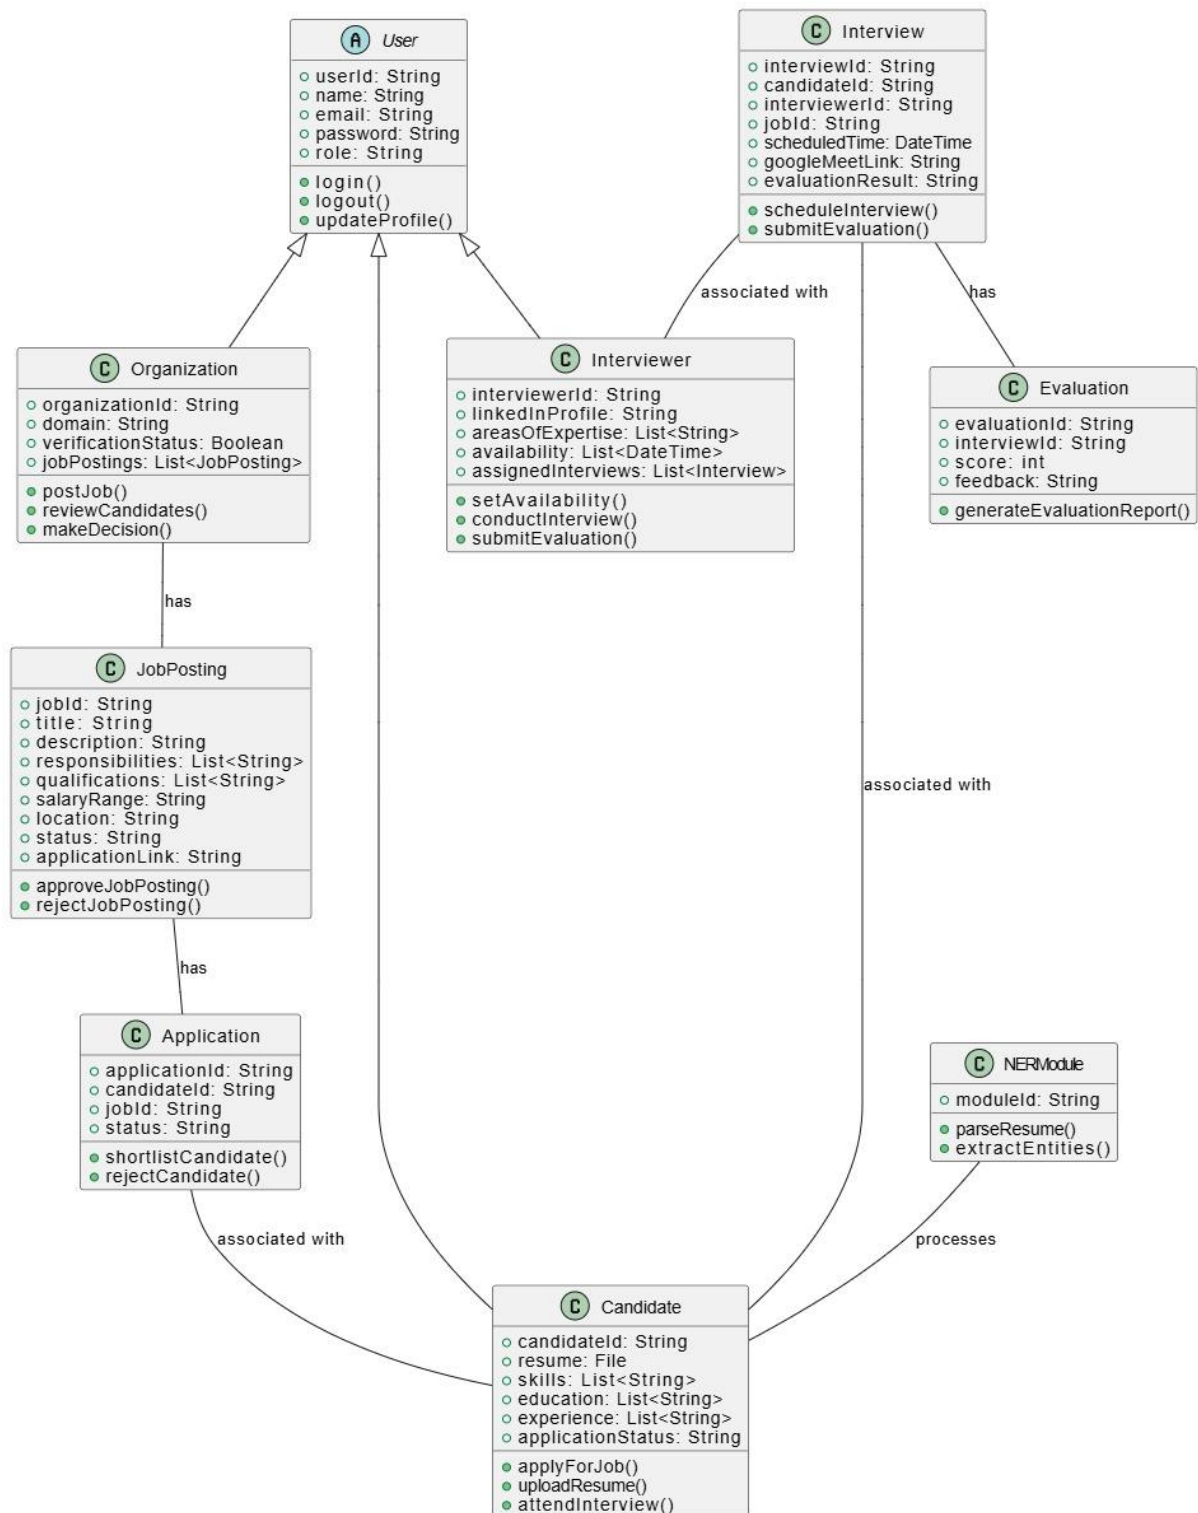 A User
userId: String
name: String
email: String
password: String
role: String
login()
logout()
updateProfile()
C Interview
interviewId: String
candidateId: String
interviewerId: String
jobId: String
scheduledTime: DateTime
googleMeetLink: String
evaluationResult: String
scheduleInterview()
submitEvaluation()
associated with
has
C Organization
organizationId: String
domain: String
verificationStatus: Boolean
jobPostings: List<JobPosting>
postJob()
reviewCandidates()
makeDecision()
C Interviewer
interviewerId: String
linkedInProfile: String
areasOfExpertise: List<String>
availability: List<DateTime>
assignedInterviews: List<Interview>
setAvailability()
conductInterview()
submitEvaluation()
C Evaluation
evaluationId: String
interviewId: String
score: int
feedback: String
generateEvaluationReport()
has
C JobPosting
jobId: String
title: String
description: String
responsibilities: List<String>
qualifications: List<String>
salaryRange: String
location: String
status: String
applicationLink: String
approveJobPosting()
rejectJobPosting()
associated with
has
C Application
applicationId: String
candidateId: String
jobId: String
status: String
shortlistCandidate()
rejectCandidate()
C NERModule
moduleId: String
parseResume()
extractEntities()
associated with
processes
C Candidate
candidateId: String
resume: File
skills: List<String>
education: List<String>
experience: List<String>
applicationStatus: String
applyForJob()
uploadResume()
attendInterview()